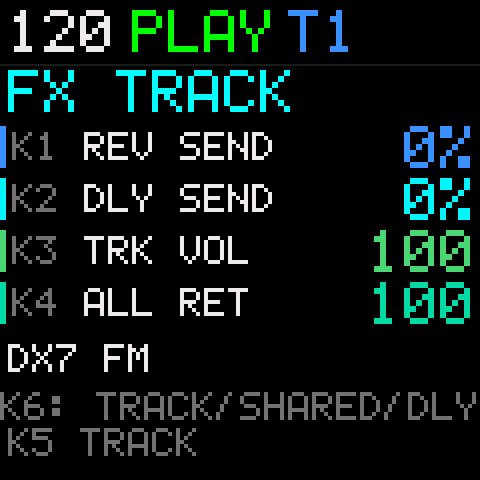 120 PLAY T1
FX TRACK
K1 REV SEND 0%
K2 DLY SEND 0%
K3 TRK VOL 100
K4 ALL RET 100
DX7 FM
K6: TRACK/SHARED/DLY
K5 TRACK